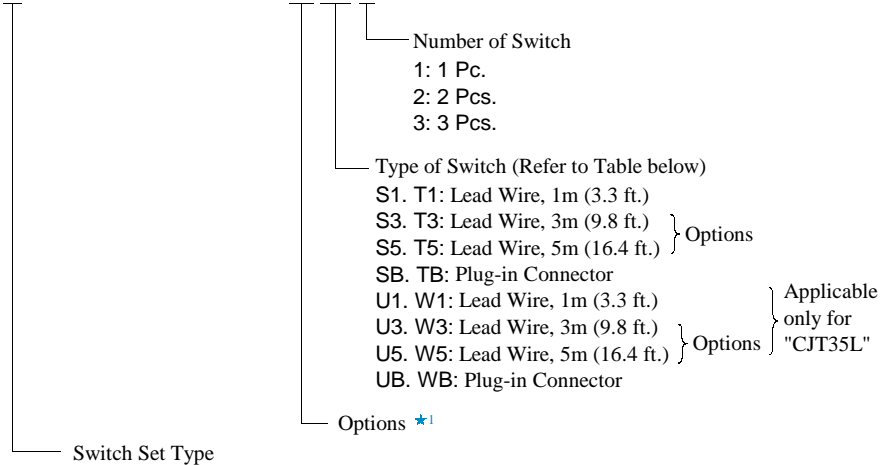 Number of Switch
1: 1 Pc.
2: 2 Pcs.
3: 3 Pcs.
Type of Switch (Refer to Table below)
S1. T1: Lead Wire, 1m (3.3 ft.)
S3. T3: Lead Wire, 3m (9.8 ft.)
S5. T5: Lead Wire, 5m (16.4 ft.)
Options
SB. TB: Plug-in Connector
U1. W1: Lead Wire, 1m (3.3 ft.)
U3. W3: Lead Wire, 3m (9.8 ft.)
U5. W5: Lead Wire, 5m (16.4 ft.)
Options
UB. WB: Plug-in Connector
Applicable
only for
"CJT35L"
Options ★1
Switch Set Type